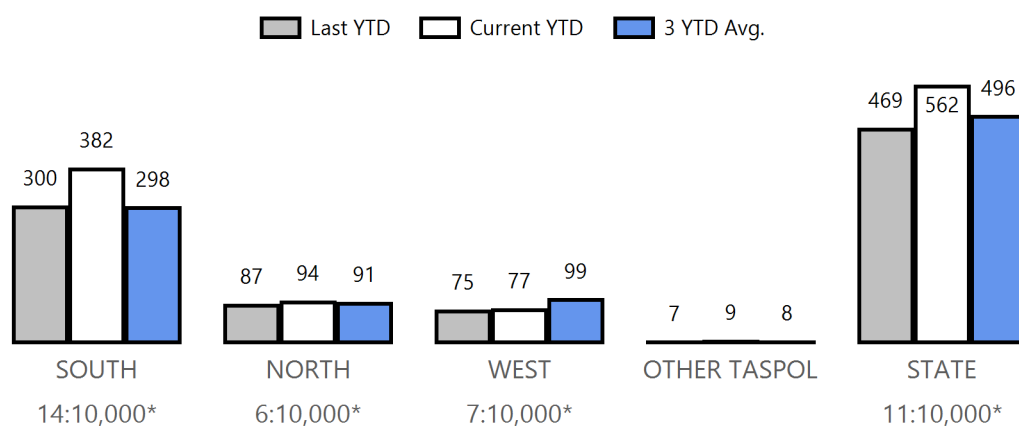 Last YTD Current YTD 3 YTD Avg.
469 562 496
300 382 298
87 94 91
75 77 99
7 9 8
SOUTH NORTH WEST OTHER TASPOL STATE
14:10,000* 6:10,000* 7:10,000* 11:10,000*